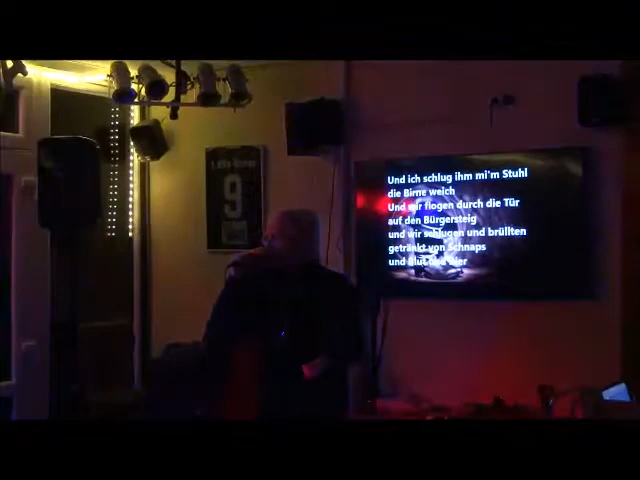 9
Und ich schlug ihm mi'm Stuhl
die Birne weich
Und wir flogen durch die Tür
auf den Bürgersteig
und wir schlugen und brüllten
getränkt von Schnaps
und Blut und Bier